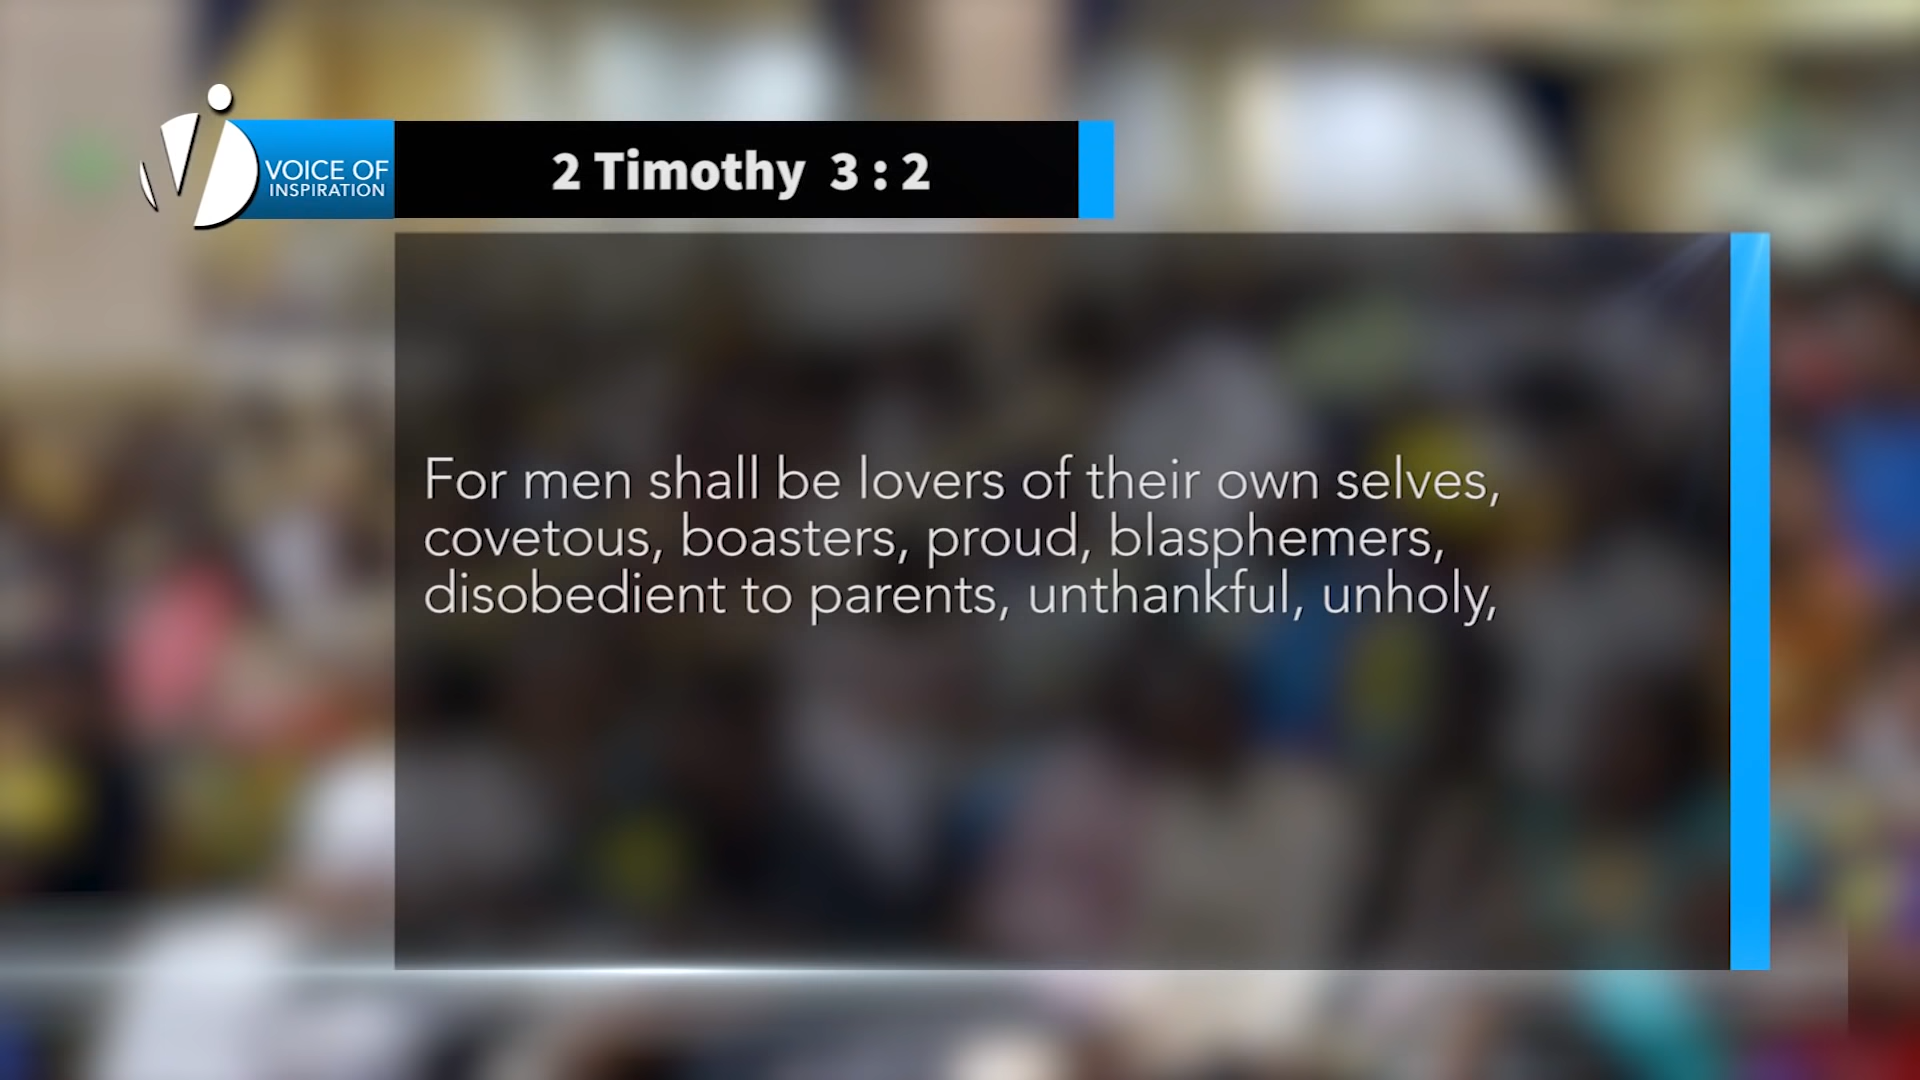 VOICE OF
INSPIRATION
2 Timothy 3 : 2
For men shall be lovers of their own selves,
covetous, boasters, proud, blasphemers,
disobedient to parents, unthankful, unholy,